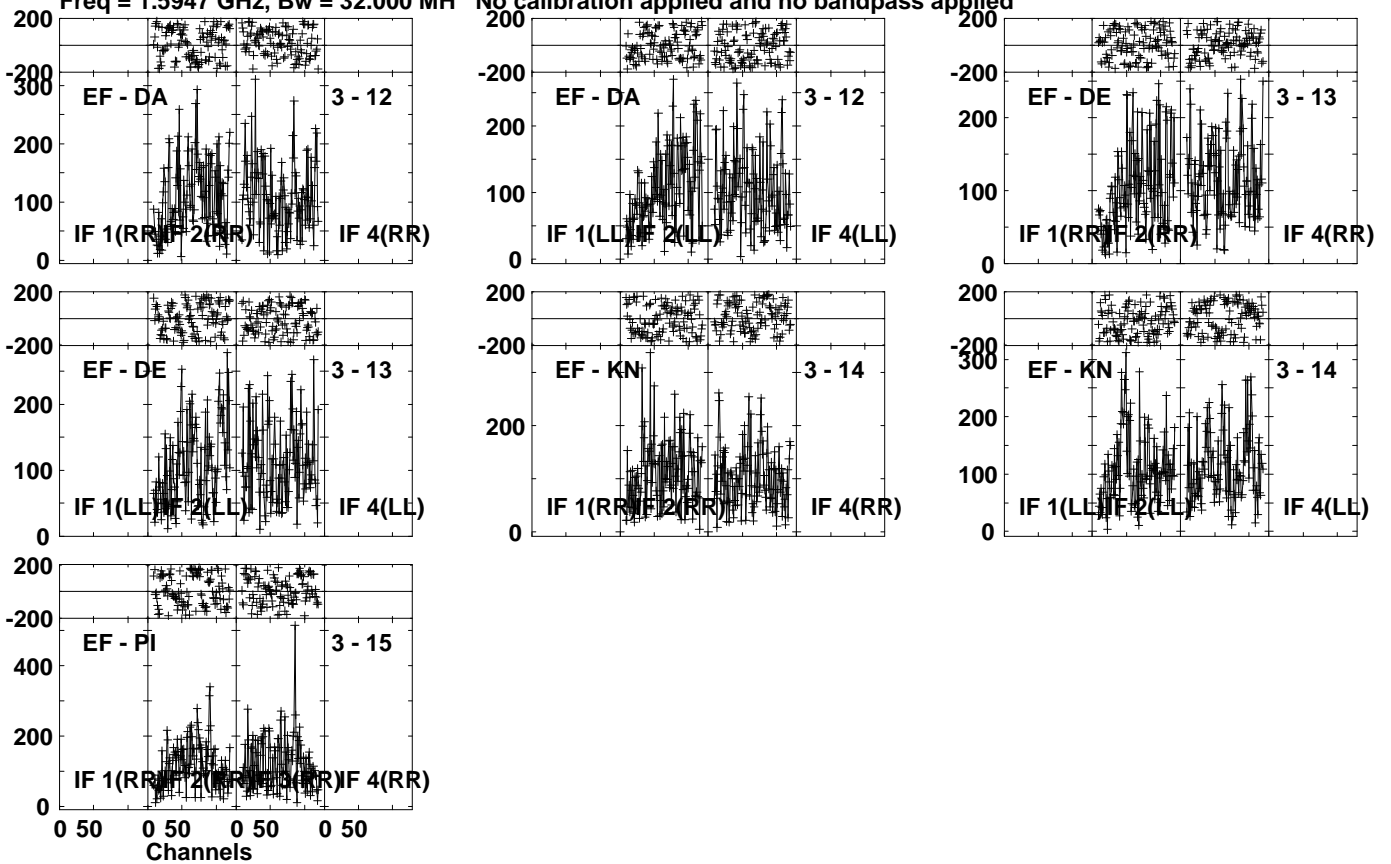 Freq = 1.5947 GHz, Bw = 32.000 MH No calibration applied and no bandpass applied
200 200 200
-200 -200 -200
300 EF - DA 3 - 12 EF - DA 3 - 12 EF - DE 3 - 13
200 200 200
100 100 100
IF 1(RR) IF 2(RR) IF 4(RR) IF 1(LL) IF 2(LL) IF 4(LL) IF 1(RR) IF 2(RR) IF 4(RR)
0 0 0
200 200 200
-200 -200 -200
EF - DE 3 - 13 EF - KN 3 - 14 300 EF - KN 3 - 14
200 200 200
100 100
IF 1(LL) IF 2(LL) IF 4(LL) IF 1(RR) IF 2(RR) IF 4(RR) IF 1(LL) IF 2(LL) IF 4(LL)
0 0 0
200
-200
EF - PI 3 - 15
400
200
IF 1(RR) IF 2(RR) IF 3(RR) IF 4(RR)
0
0 50 0 50 0 50 0 50
Channels